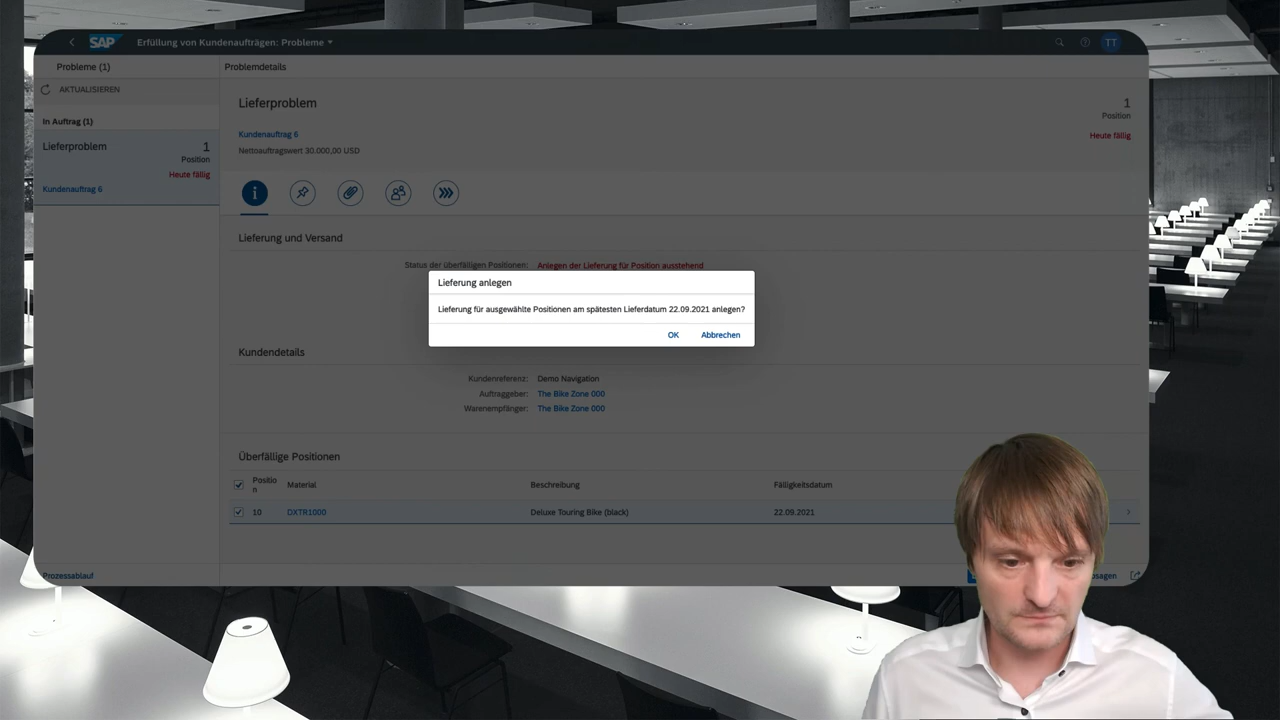 SAP Erfüllung von Kundenaufträgen: Probleme
TT
Probleme (1)
AKTUALISIEREN
In Auftrag (1)
Lieferproblem 1
Position
Heute fällig
Kundenauftrag 6
Prozessablauf
Problemdetails
Lieferproblem
1
Position
Kundenauftrag 6
Heute fällig
Nettoauftragswert 30.000,00 USD
Lieferung und Versand
Status der überfälligen Positionen: Anlegen der Lieferung für Position ausstehend
Lieferung anlegen
Lieferung für ausgewählte Positionen am spätesten Lieferdatum 22.09.2021 anlegen?
OK Abbrechen
Kundendetails
Kundenreferenz: Demo Navigation
Auftraggeber: The Bike Zone 000
Warenempfänger: The Bike Zone 000
Überfällige Positionen
Positio
n Material Beschreibung Fälligkeitsdatum
10 DXTR1000 Deluxe Touring Bike (black) 22.09.2021